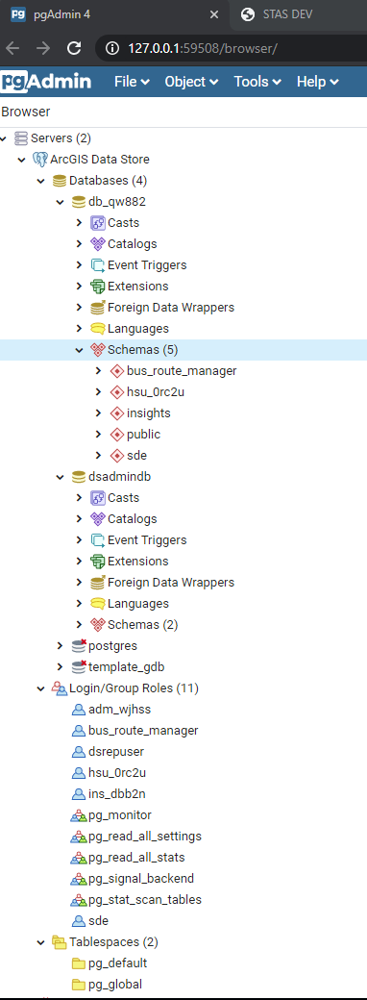 pgAdmin 4
STAS DEV
127.0.0.1:59508/browser/
pgAdmin File Object Tools Help
Browser
Servers (2)
ArcGIS Data Store
Databases (4)
db_qw882
Casts
Catalogs
Event Triggers
Extensions
Foreign Data Wrappers
Languages
Schemas (5)
bus_route_manager
hsu_0rc2u
insights
public
sde
dsadmindb
Casts
Catalogs
Event Triggers
Extensions
Foreign Data Wrappers
Languages
Schemas (2)
postgres
template_gdb
Login/Group Roles (11)
adm_wjhss
bus_route_manager
dsrepuser
hsu_0rc2u
ins_dbb2n
pg_monitor
pg_read_all_settings
pg_read_all_stats
pg_signal_backend
pg_stat_scan_tables
sde
Tablespaces (2)
pg_default
pg_global